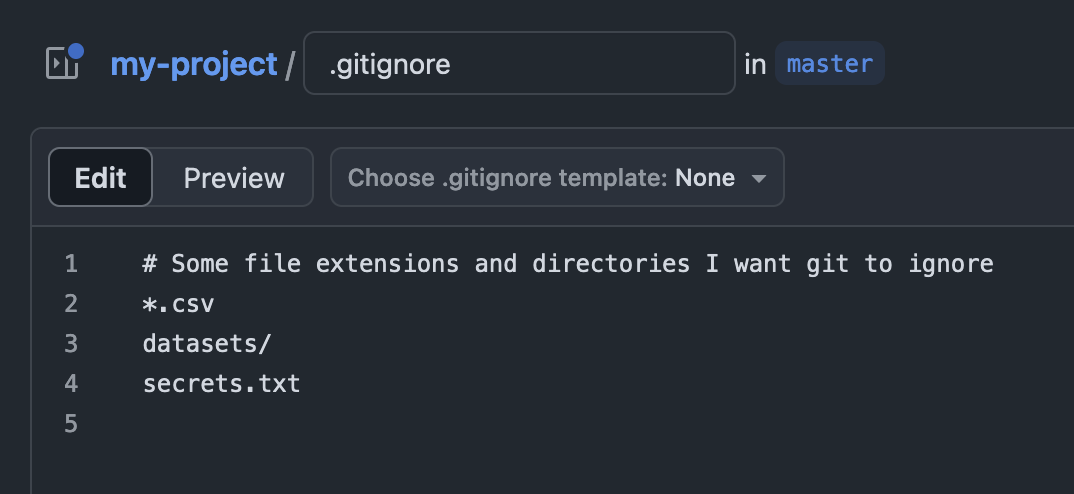 my-project / .gitignore in master
Edit Preview Choose .gitignore template: None
1 # Some file extensions and directories I want git to ignore
2 *.csv
3 datasets/
4 secrets.txt
5